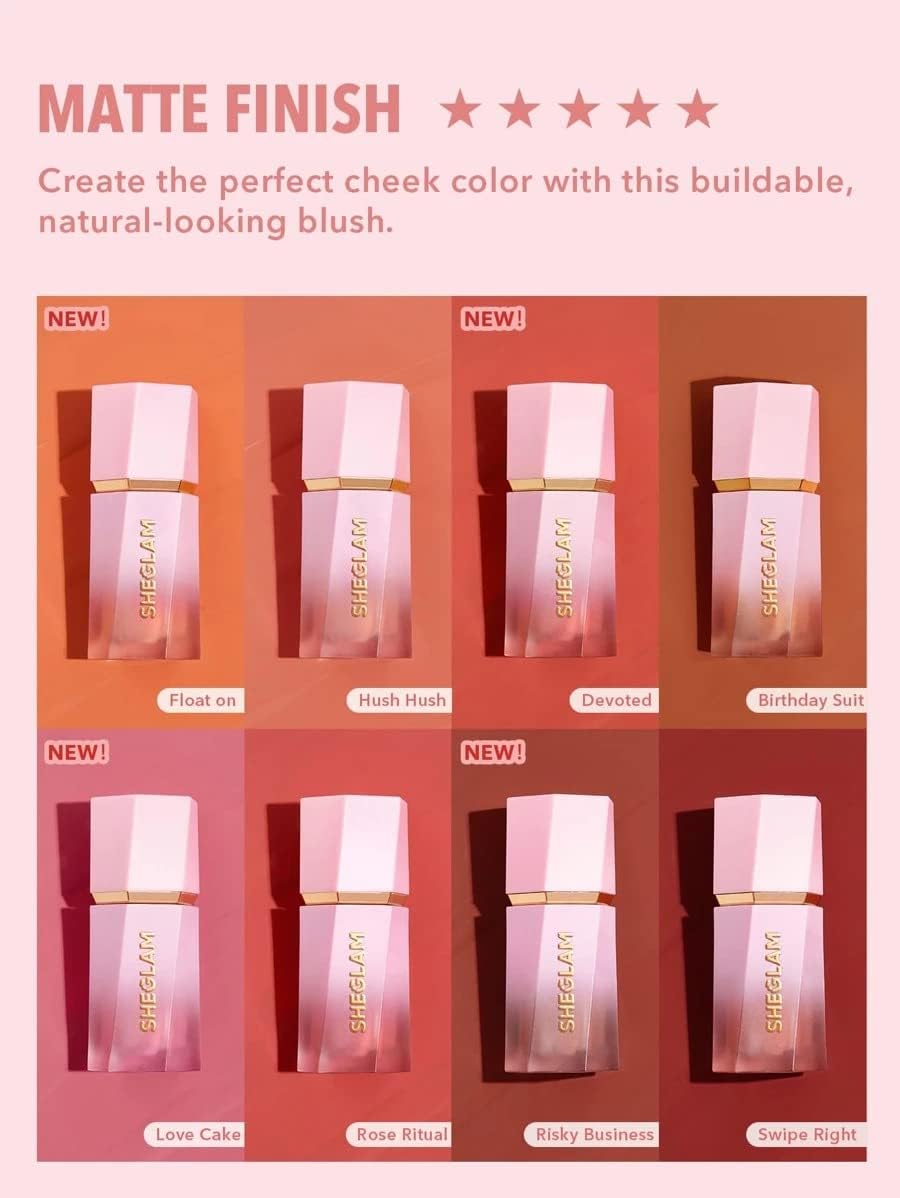 MATTE FINISH ★ ★ ★ ★ ★
Create the perfect cheek color with this buildable,
natural-looking blush.
NEW!
SHEGLAM
Float on
SHEGLAM
Hush Hush
NEW!
SHEGLAM
Devoted
SHEGLAM
Birthday Suit
NEW!
SHEGLAM
Love Cake
SHEGLAM
Rose Ritual
NEW!
SHEGLAM
Risky Business
SHEGLAM
Swipe Right